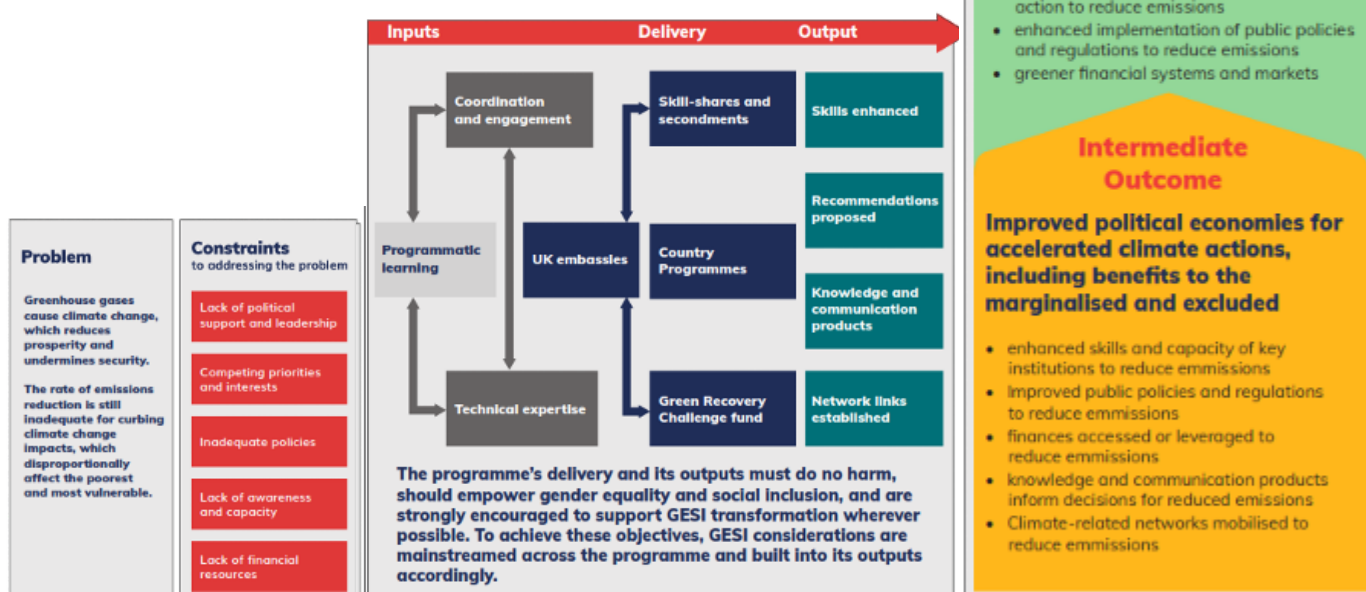 Problem
Greenhouse gases
cause climate change,
which reduces
prosperity and
undermines security.
The rate of emissions
reduction is still
inadequate for curbing
climate change
impacts, which
disproportionally
affect the poorest
and most vulnerable.
Constraints
to addressing the problem
Lack of political
support and leadership
Competing priorities
and interests
Inadequate policies
Lack of awareness
and capacity
Lack of financial
resources
Inputs
Delivery
Output
Coordination
and engagement
Programmatic
learning
Technical expertise
UK embassies
Skill-shares and
secondments
Country
Programmes
Green Recovery
Challenge fund
Skills enhanced
Recommendations
proposed
Knowledge and
communication
products
Network links
established
The programme's delivery and its outputs must do no harm,
should empower gender equality and social inclusion, and are
strongly encouraged to support GESI transformation wherever
possible. To achieve these objectives, GESI considerations are
mainstreamed across the programme and built into its outputs
accordingly.
action to reduce emissions
• enhanced implementation of public policies
and regulations to reduce emissions
• greener financial systems and markets
Intermediate
Outcome
Improved political economies for
accelerated climate actions,
including benefits to the
marginalised and excluded
• enhanced skills and capacity of key
institutions to reduce emmissions
• Improved public policies and regulations
to reduce emmissions
• finances accessed or leveraged to
reduce emmissions
• knowledge and communication products
inform decisions for reduced emissions
• Climate-related networks mobilised to
reduce emmissions